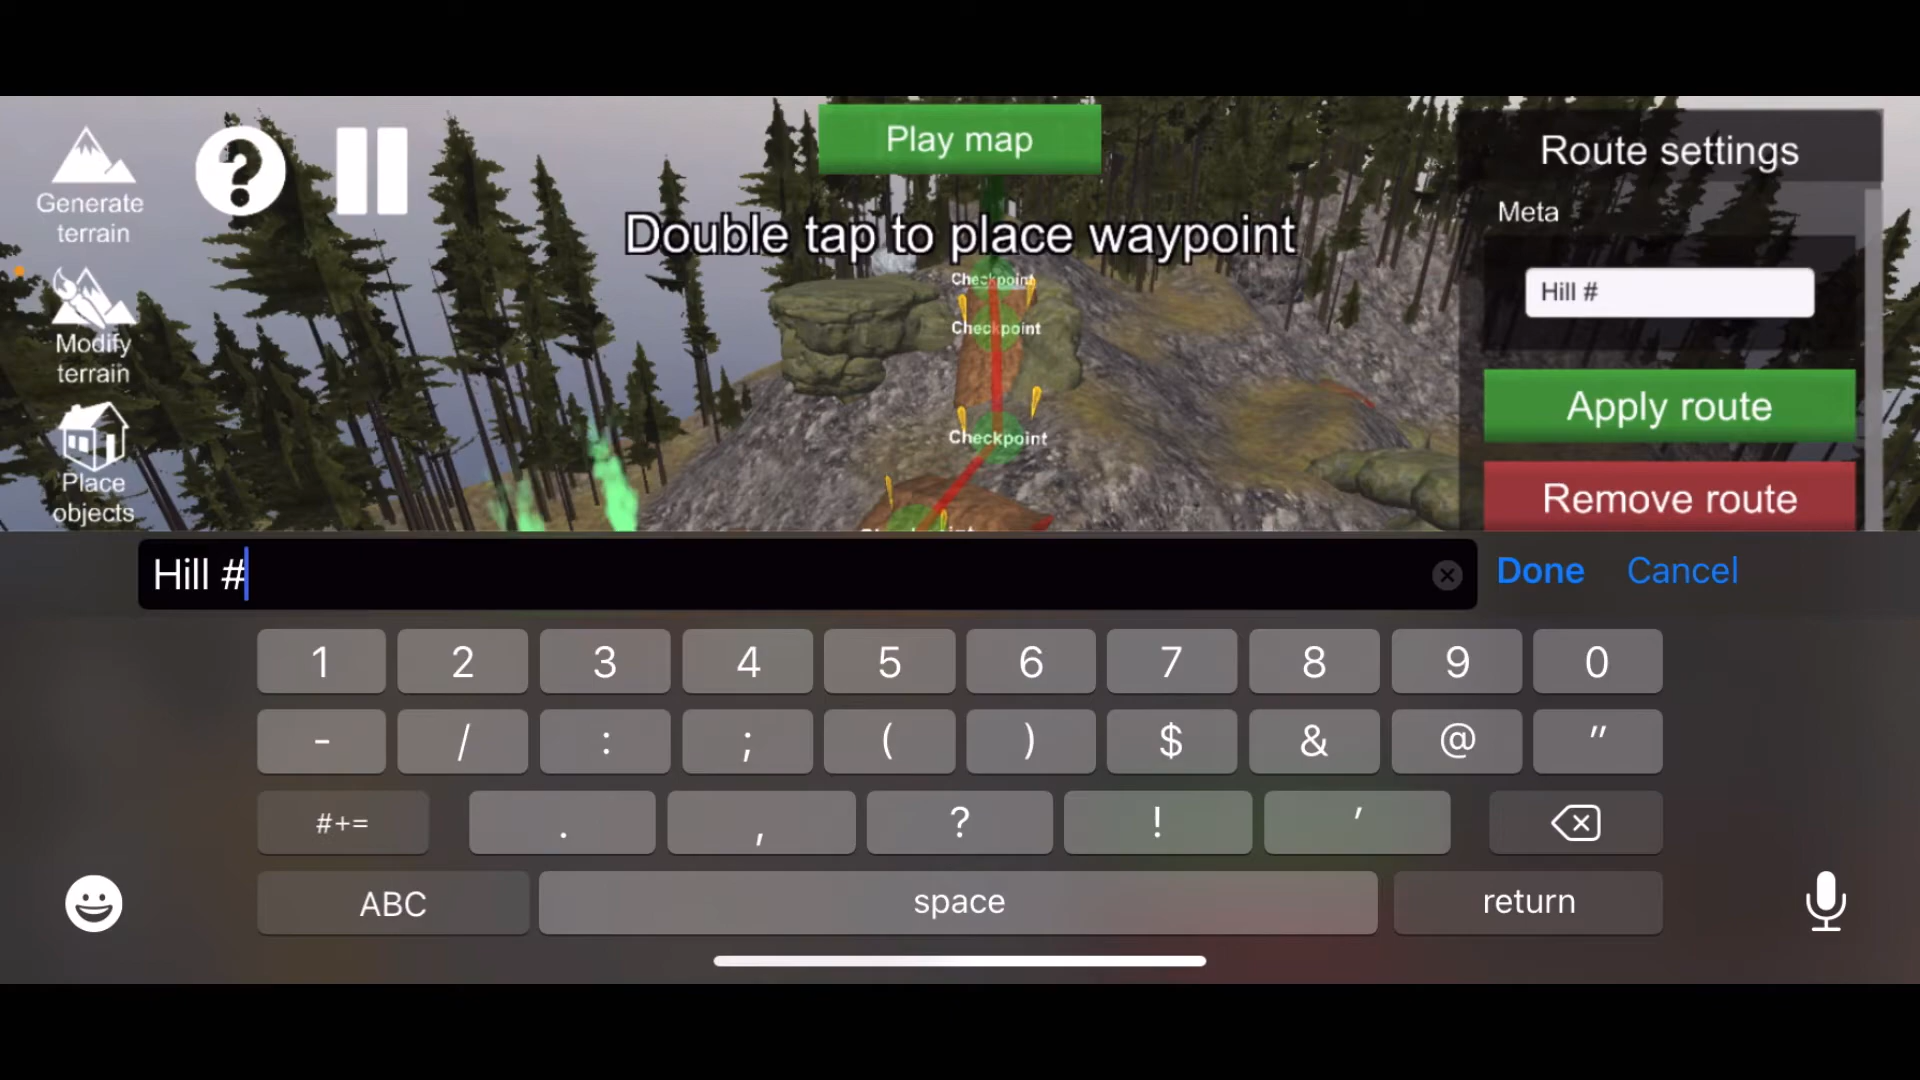 Play map
Generate
terrain
Double tap to place waypoint
Route settings
Meta
Hill #
Checkpoint
Checkpoint
Checkpoint
Modify
terrain
Apply route
Place
objects
Remove route
Hill #
Done
Cancel
1 2 3 4 5 6 7 8 9 0
- / : ; ( ) $ & @ "
#+= . , ? ! '
ABC space return